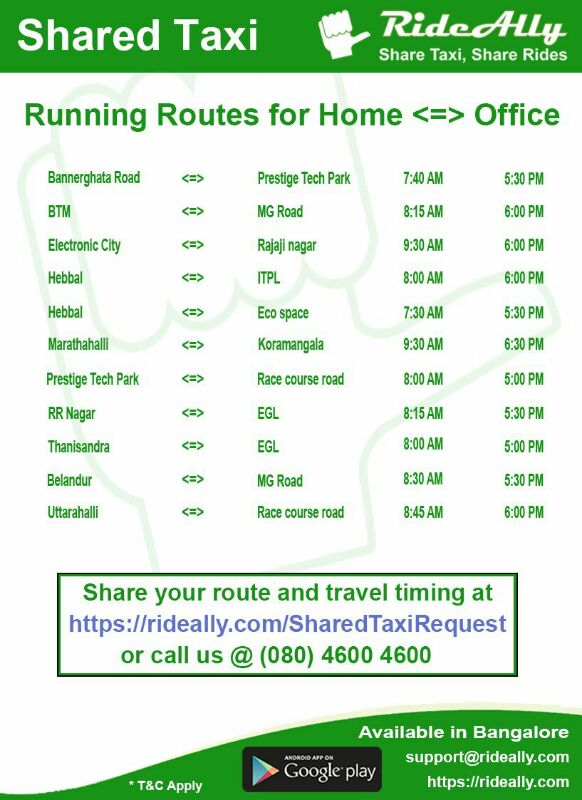 Shared Taxi
RideAlly
Share Taxi, Share Rides
Running Routes for Home <=> Office
Bannerghata Road <=> Prestige Tech Park 7:40 AM 5:30 PM
BTM <=> MG Road 8:15 AM 6:00 PM
Electronic City <=> Rajaji nagar 9:30 AM 6:00 PM
Hebbal <=> ITPL 8:00 AM 6:00 PM
Hebbal <=> Eco space 7:30 AM 5:30 PM
Marathahalli <=> Koramangala 9:30 AM 6:30 PM
Prestige Tech Park <=> Race course road 8:00 AM 5:00 PM
RR Nagar <=> EGL 8:15 AM 5:30 PM
Thanisandra <=> EGL 8:00 AM 5:00 PM
Belandur <=> MG Road 8:30 AM 5:30 PM
Uttarahalli <=> Race course road 8:45 AM 6:00 PM
Share your route and travel timing at
https://rideally.com/SharedTaxiRequest
or call us @ (080) 4600 4600
Available in Bangalore
support@rideally.com
https://rideally.com
ANDROID APP ON
Google play
* T&C Apply